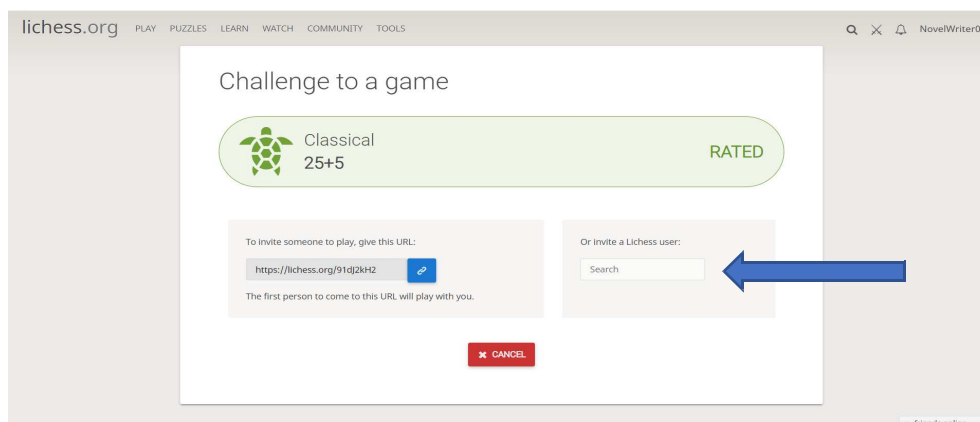 lichess.org PLAY PUZZLES LEARN WATCH COMMUNITY TOOLS NovelWriter0
Challenge to a game
Classical
25+5
RATED
To invite someone to play, give this URL:
https://lichess.org/91dJ2kH2
The first person to come to this URL will play with you.
Or invite a Lichess user:
Search
CANCEL